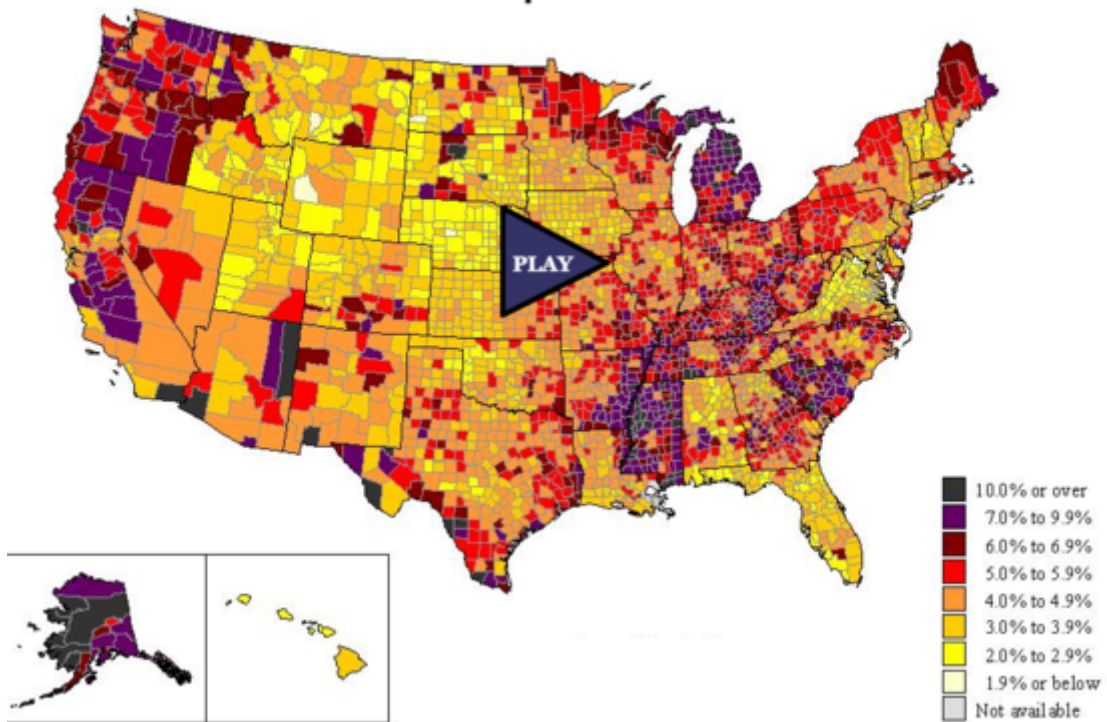 PLAY
10.0% or over
7.0% to 9.9%
6.0% to 6.9%
5.0% to 5.9%
4.0% to 4.9%
3.0% to 3.9%
2.0% to 2.9%
1.9% or below
Not available